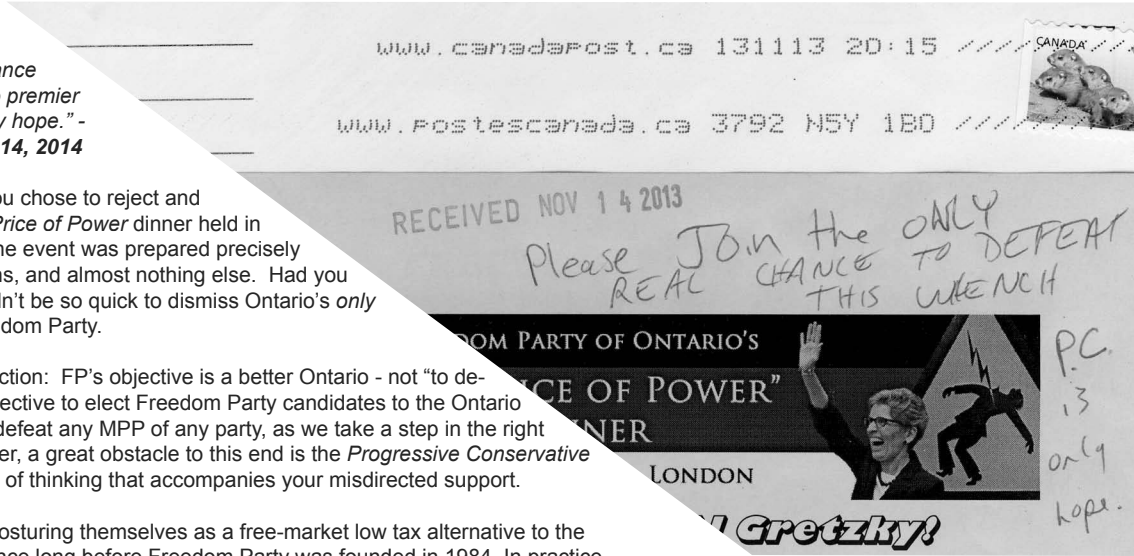 ance
premier
y hope." -
14, 2014
ou chose to reject and
Price of Power dinner held in
he event was prepared precisely
ns, and almost nothing else. Had you
dn't be so quick to dismiss Ontario's only
edom Party.
ction: FP's objective is a better Ontario - not "to de-
jective to elect Freedom Party candidates to the Ontario
defeat any MPP of any party, as we take a step in the right
er, a great obstacle to this end is the Progressive Conservative
of thinking that accompanies your misdirected support.
osturing themselves as a free-market low tax alternative to the
nce long before Freedom Party was founded in 1984. In practice
www.canadapost.ca 131113 20:15
www.postescanada.ca 3792 N5Y 1B0
CANADA
RECEIVED NOV 14 2013
Please Join the ONLY
REAL CHANCE TO DEFEAT
THIS WHENCH
DOM PARTY OF ONTARIO'S
CE OF POWER"
NER
LONDON
Gretzky!
P.C.
is
only
hope.